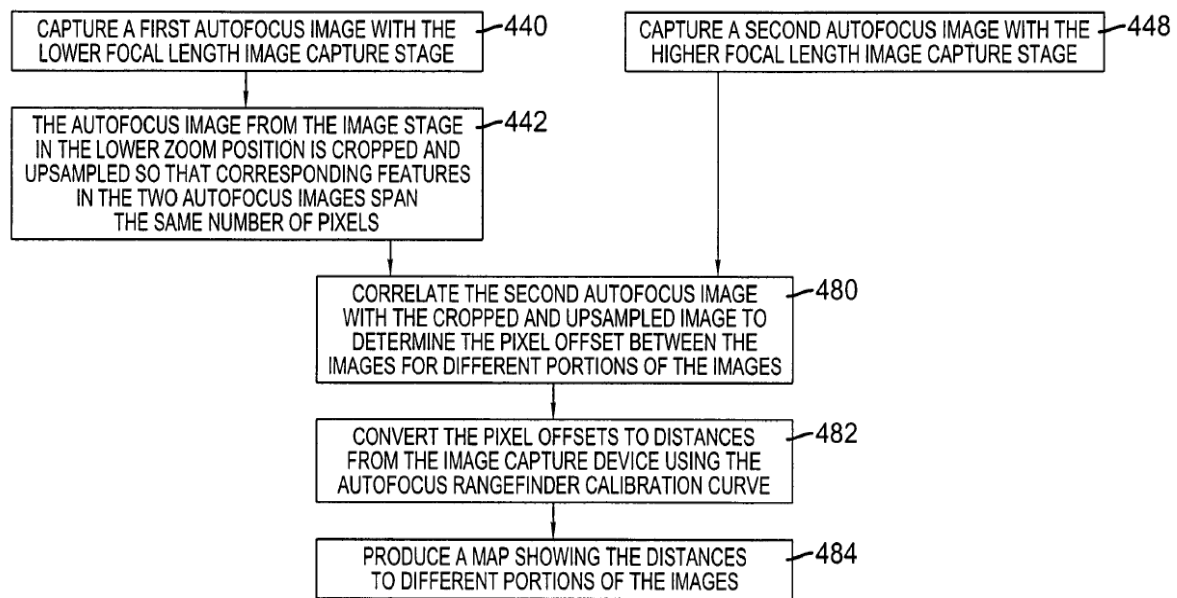 CAPTURE A FIRST AUTOFOCUS IMAGE WITH THE
LOWER FOCAL LENGTH IMAGE CAPTURE STAGE
440
CAPTURE A SECOND AUTOFOCUS IMAGE WITH THE
HIGHER FOCAL LENGTH IMAGE CAPTURE STAGE
448
THE AUTOFOCUS IMAGE FROM THE IMAGE STAGE
IN THE LOWER ZOOM POSITION IS CROPPED AND
UPSAMPLED SO THAT CORRESPONDING FEATURES
IN THE TWO AUTOFOCUS IMAGES SPAN
THE SAME NUMBER OF PIXELS
442
CORRELATE THE SECOND AUTOFOCUS IMAGE
WITH THE CROPPED AND UPSAMPLED IMAGE TO
DETERMINE THE PIXEL OFFSET BETWEEN THE
IMAGES FOR DIFFERENT PORTIONS OF THE IMAGES
480
CONVERT THE PIXEL OFFSETS TO DISTANCES
FROM THE IMAGE CAPTURE DEVICE USING THE
AUTOFOCUS RANGEFINDER CALIBRATION CURVE
482
PRODUCE A MAP SHOWING THE DISTANCES
TO DIFFERENT PORTIONS OF THE IMAGES
484